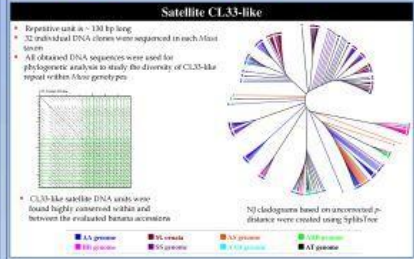 Satellite CL33-like
Repetitive unit is ~ 130 bp long
32 individual DNA clones were sequenced in each Musa
taxon
All obtained DNA sequences were used for
phylogenetic analysis to study the diversity of CL33-like
repeat within Musa genotypes
CL33-like satellite DNA units were
found highly conserved within and
between the evaluated banana accessions
NJ cladograms based on uncorrected p-
distance were created using SplitsTree
AA genome
M. ornata
AS genome
genome
BB genome
SS genome
genome
AT genome